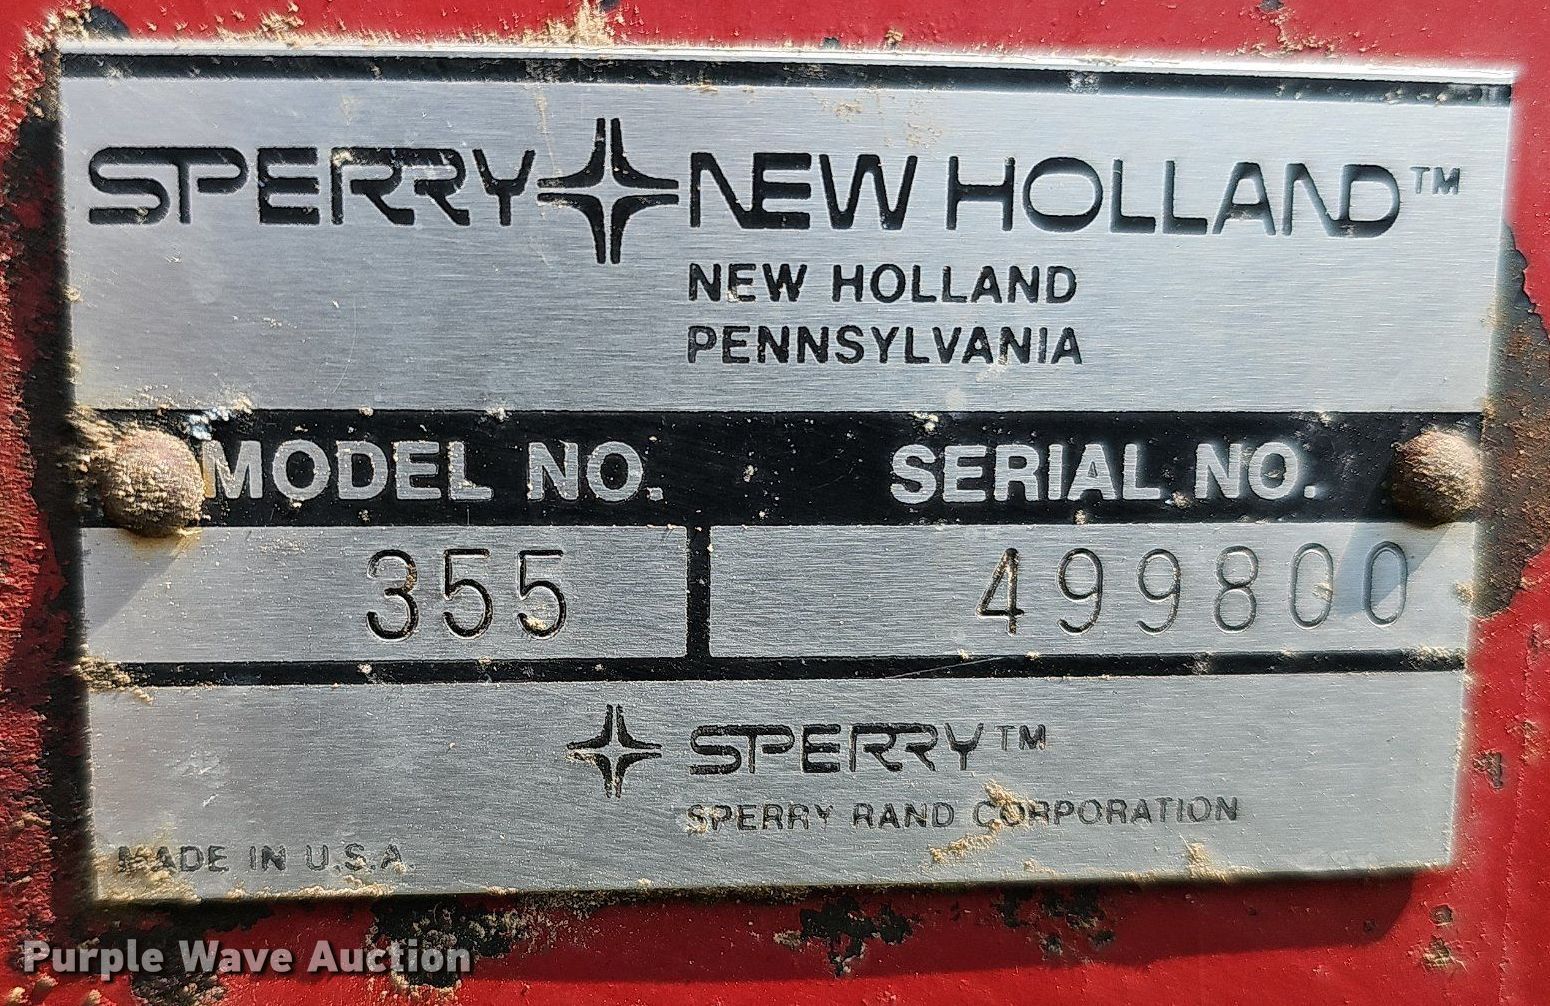 SPERRY NEW HOLLAND™
NEW HOLLAND
PENNSYLVANIA
MODEL NO. SERIAL NO.
355 499800
SPERRY™
SPERRY RAND CORPORATION
MADE IN U.S.A.
Purple Wave Auction